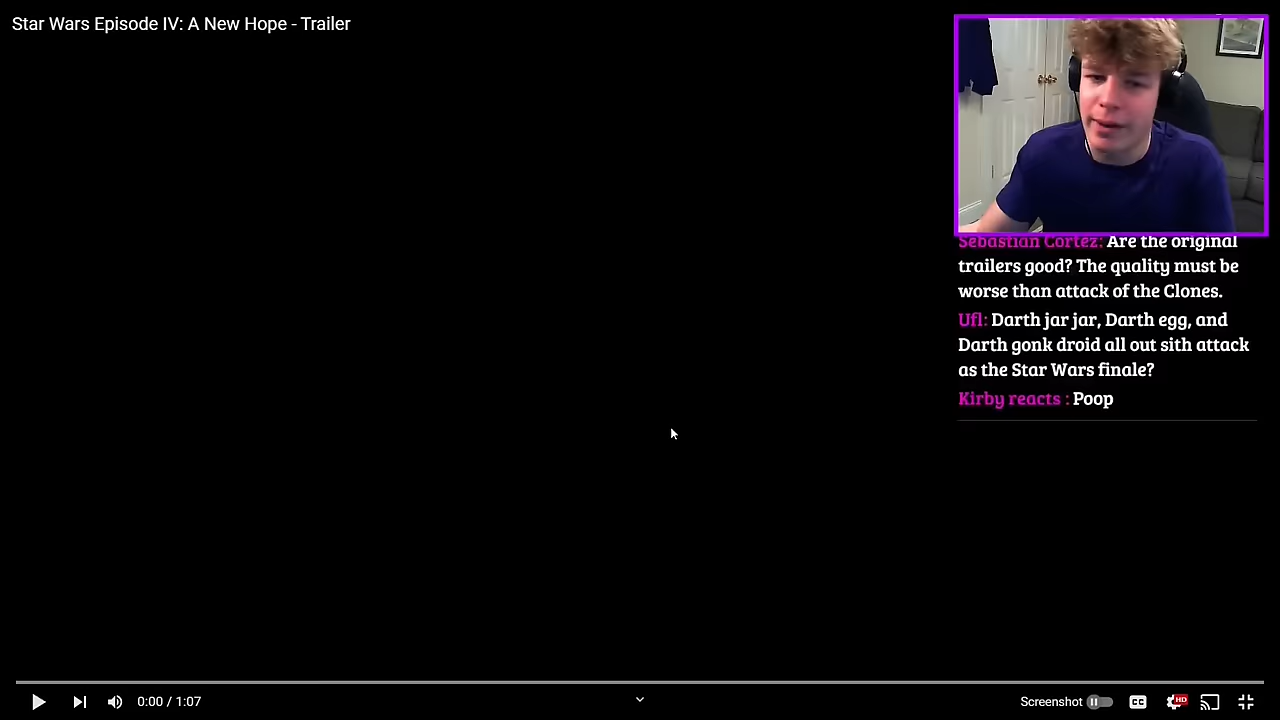 Star Wars Episode IV: A New Hope - Trailer
Sebastian Cortez: Are the original
trailers good? The quality must be
worse than attack of the Clones.
Ufl: Darth jar jar, Darth egg, and
Darth gonk droid all out sith attack
as the Star Wars finale?
Kirby reacts : Poop
0:00 / 1:07
Screenshot
CC
HD